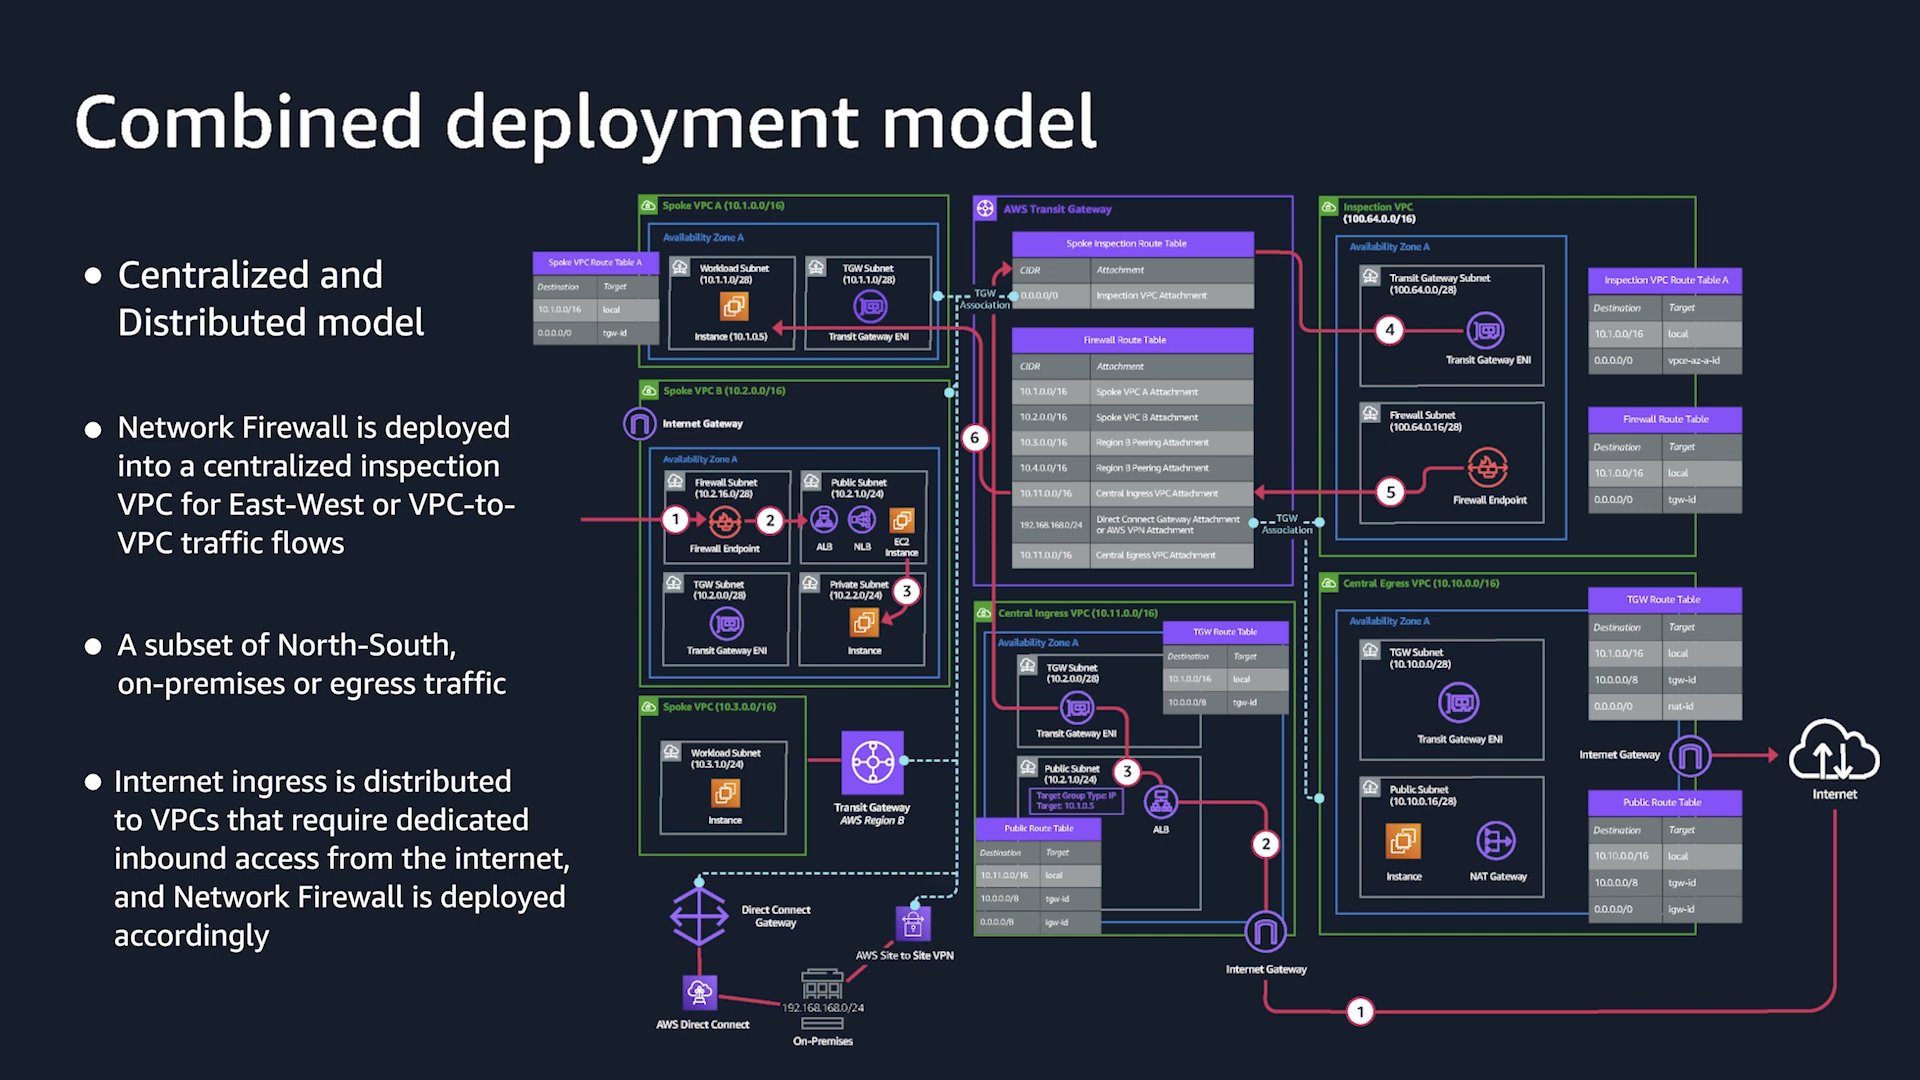 Combined deployment model
● Centralized and
Distributed model
● Network Firewall is deployed
into a centralized inspection
VPC for East-West or VPC-to-
VPC traffic flows
● A subset of North-South,
on-premises or egress traffic
● Internet ingress is distributed
to VPCs that require dedicated
inbound access from the internet,
and Network Firewall is deployed
accordingly
Spoke VPC A (10.1.0.0/16)
Availability Zone A
Spoke VPC Route Table A
Destination Target
10.1.0.0/16 local
0.0.0.0/0 tgw-id
Workload Subnet
(10.1.1.0/28)
Instance (10.1.0.5)
TGW Subnet
(10.1.1.0/28)
Transit Gateway ENI
Spoke VPC B (10.2.0.0/16)
Internet Gateway
Availability Zone A
Firewall Subnet
(10.2.16.0/28)
1
Firewall Endpoint
2
Public Subnet
(10.2.1.0/24)
ALB
NLB
EC2
Instance
TGW Subnet
(10.2.0.0/28)
Transit Gateway ENI
Private Subnet
(10.2.2.0/24)
3
Instance
Spoke VPC (10.3.0.0/16)
Workload Subnet
(10.3.1.0/24)
Instance
Transit Gateway
AWS Region B
Direct Connect
Gateway
AWS Direct Connect
AWS Site to Site VPN
192.168.168.0/24
On-Premises
AWS Transit Gateway
Spoke Inspection Route Table
CIDR Attachment
0.0.0.0/0 Inspection VPC Attachment
TGW
Association
Firewall Route Table
CIDR Attachment
10.1.0.0/16 Spoke VPC A Attachment
10.2.0.0/16 Spoke VPC B Attachment
10.3.0.0/16 Region B Peering Attachment
10.4.0.0/16 Region B Peering Attachment
10.11.0.0/16 Central Ingress VPC Attachment
192.168.168.0/24 Direct Connect Gateway Attachment
or AWS VPN Attachment
10.11.0.0/16 Central Egress VPC Attachment
6
TGW
Association
Central Ingress VPC (10.11.0.0/16)
Availability Zone A
TGW Subnet
(10.2.0.0/28)
Transit Gateway ENI
TGW Route Table
Destination Target
10.1.0.0/16 local
10.0.0.0/8 tgw-id
Public Subnet
(10.2.1.0/24)
3
Target Group Type: IP
Target: 10.1.0.5
ALB
Public Route Table
Destination Target
10.11.0.0/16 local
10.0.0.0/8 tgw-id
0.0.0.0/8 igw-id
2
Internet Gateway
1
Inspection VPC
(100.64.0.0/16)
Availability Zone A
Transit Gateway Subnet
(100.64.0.0/28)
4
Transit Gateway ENI
Firewall Subnet
(100.64.0.16/28)
5
Firewall Endpoint
Inspection VPC Route Table A
Destination Target
10.1.0.0/16 local
0.0.0.0/0 vpce-az-a-id
Firewall Route Table
Destination Target
10.1.0.0/16 local
0.0.0.0/0 tgw-id
Central Egress VPC (10.10.0.0/16)
Availability Zone A
TGW Subnet
(10.10.0.0/28)
Transit Gateway ENI
Public Subnet
(10.10.0.16/28)
Instance
NAT Gateway
TGW Route Table
Destination Target
10.1.0.0/16 local
10.0.0.0/8 tgw-id
0.0.0.0/0 nat-id
Internet Gateway
Public Route Table
Destination Target
10.10.0.0/16 local
10.0.0.0/8 tgw-id
0.0.0.0/0 igw-id
Internet